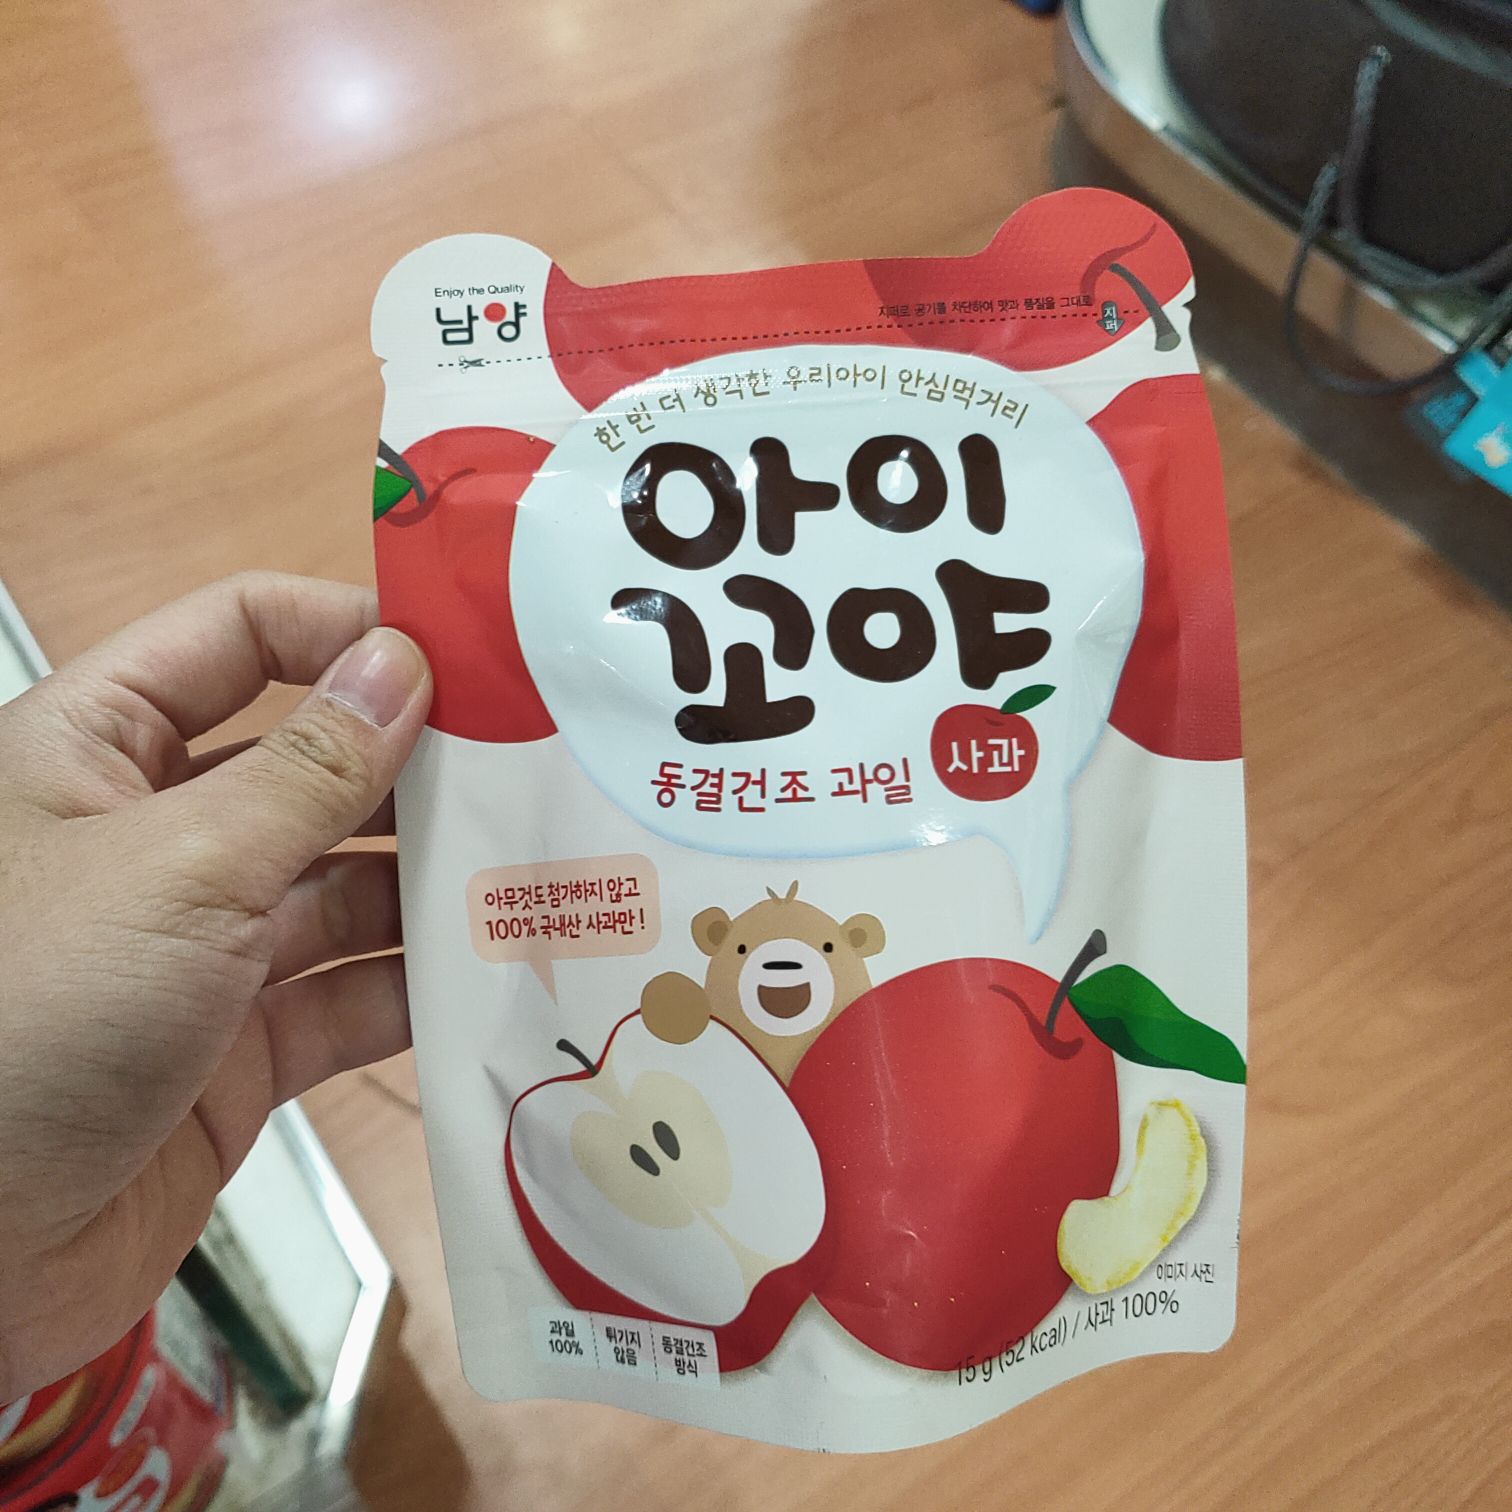 Enjoy the Quality
남양
지퍼로 공기를 차단하여 맛과 품질을 그대로
지퍼
한 번 더 생각한 우리아이 안심먹거리
아이
꼬야
동결건조 과일
사과
아무것도 첨가하지 않고
100% 국내산 사과만!
이미지 사진
과일
100%
튀기지
않음
동결건조
방식
15 g (52 kcal) / 사과 100%